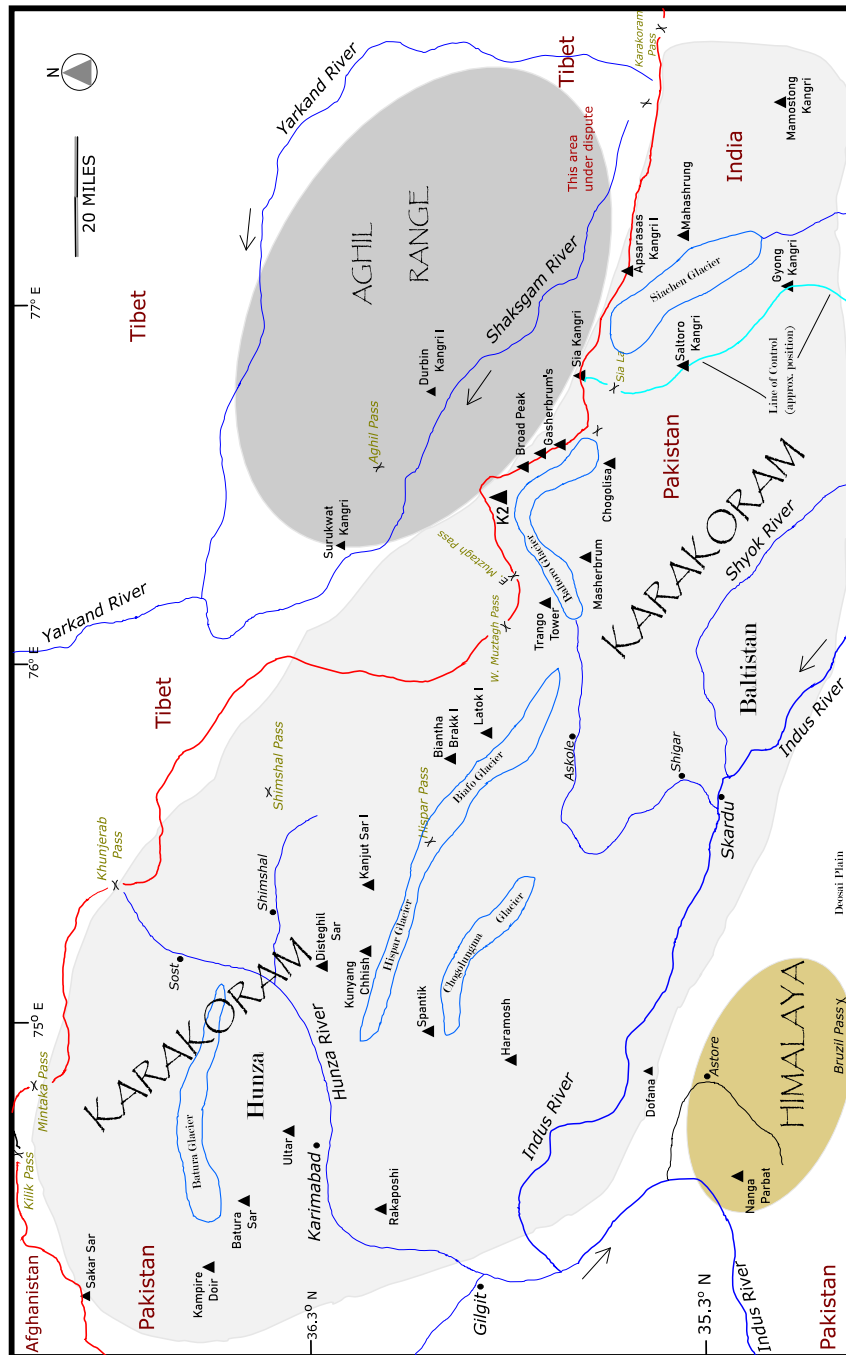 Afghanistan
Kilik Pass
Mintaka Pass
Khunjerab
Pass
Tibet
Yarkand River
76° E
77° E
Tibet
20 MILES
N
Yarkand River
Sakar Sar
Pakistan
Kampire
Doir
Batura
Sar
Batura Glacier
Ultar
Hunza
KARAKORAM
Sost
Shimshal
Shimshal Pass
75° E
36.3° N
Karimabad
Hunza River
Disteghil
Sar
Kunyang
Chhish
Kanjut Sar I
Rakaposhi
Hispar Glacier
Hispar Pass
Biafo Glacier
Biantha
Brakk I
Latok I
Spantik
Chogolungma
Glacier
Haramosh
Gilgit
W. Muztagh Pass
E. Muztagh Pass
Surukwat
Kangri
Aghil Pass
Durbin
Kangri I
AGHIL
RANGE
Shaksgam River
This area
under dispute
Tibet
Karakoram
Pass
K2
Broad Peak
Gasherbrum's
Sia Kangri
Sia La
Baltoro Glacier
Trango
Tower
Masherbrum
Chogolisa
Askole
Apsarasas
Kangri I
Siachen Glacier
Mahashrung
India
Mamostong
Kangri
Saltoro
Kangri
Gyong
Kangri
Line of Control
(approx. position)
Pakistan
KARAKORAM
Shyok River
Baltistan
Indus River
Shigar
Skardu
Indus River
Dofana
Astore
HIMALAYA
Nanga
Parbat
Bruzil Pass
Deosai Plain
35.3° N
Indus River
Pakistan